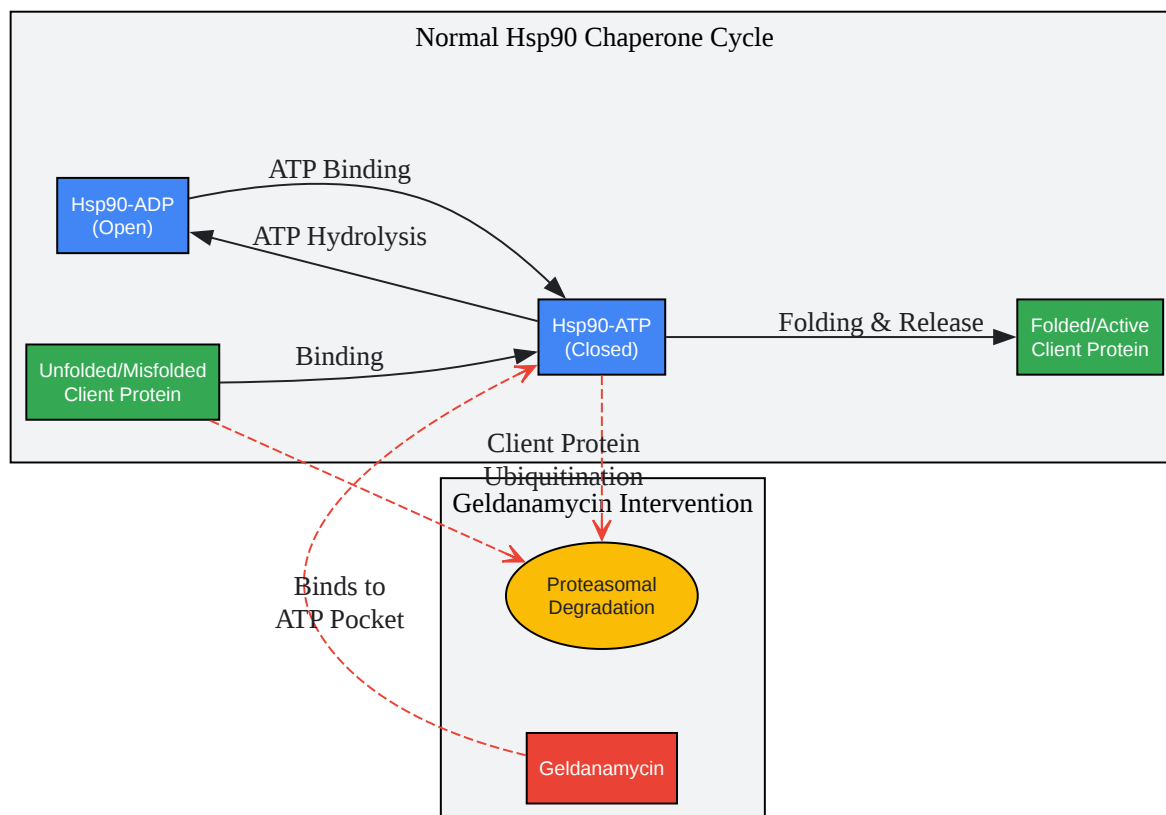 Normal Hsp90 Chaperone Cycle
ATP Binding
Hsp90-ADP
(Open)
ATP Hydrolysis
Hsp90-ATP
(Closed)
Folding & Release
Folded/Active
Client Protein
Unfolded/Misfolded
Client Protein
Binding
Client Protein
Ubiquitination
Geldanamycin Intervention
Proteasomal
Degradation
Binds to
ATP Pocket
Geldanamycin